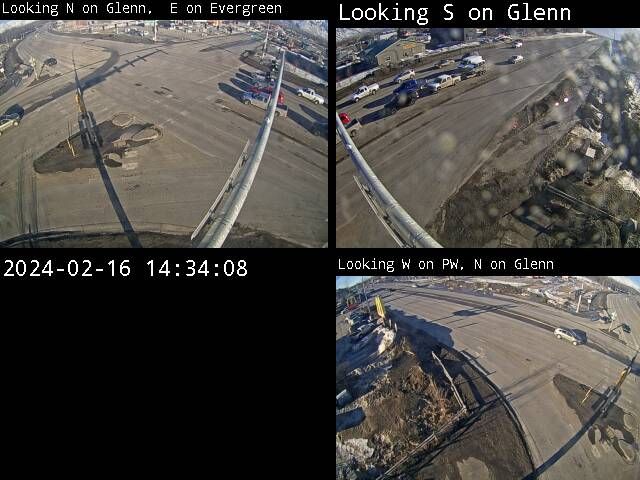 Looking N on Glenn,  E on Evergreen
Looking S on Glenn
2024-02-16 14:34:08
Looking W on PW, N on Glenn